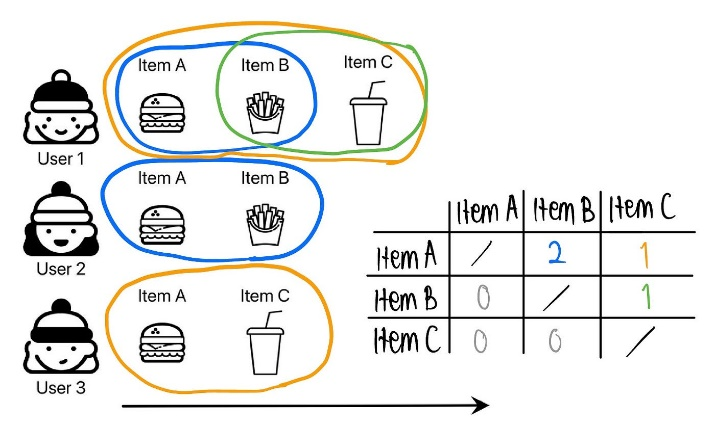 Item A Item B Item C
User 1
Item A Item B
User 2
Item A Item C
User 3
Item A Item B Item C
Item A / 2 1
Item B 0 / 1
Item C 0 0 /